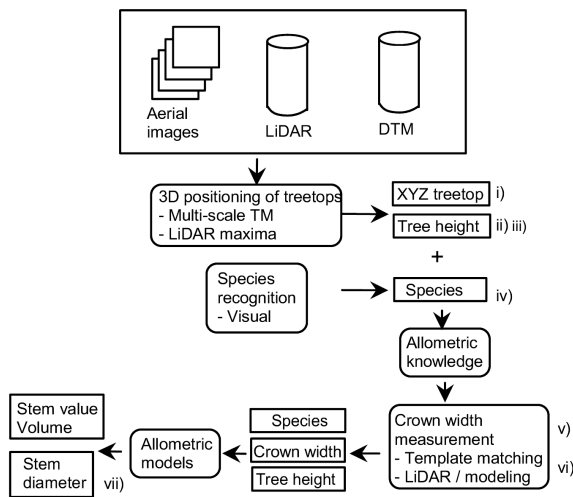 Aerial
images
LiDAR
DTM
3D positioning of treetops
- Multi-scale TM
- LiDAR maxima
XYZ treetop i)
Tree height ii) iii)
+
Species
recognition
- Visual
Species iv)
Allometric
knowledge
Crown width
measurement
- Template matching
- LiDAR / modeling
v)
vi)
Species
Crown width
Tree height
Allometric
models
Stem value
Volume
Stem
diameter vii)